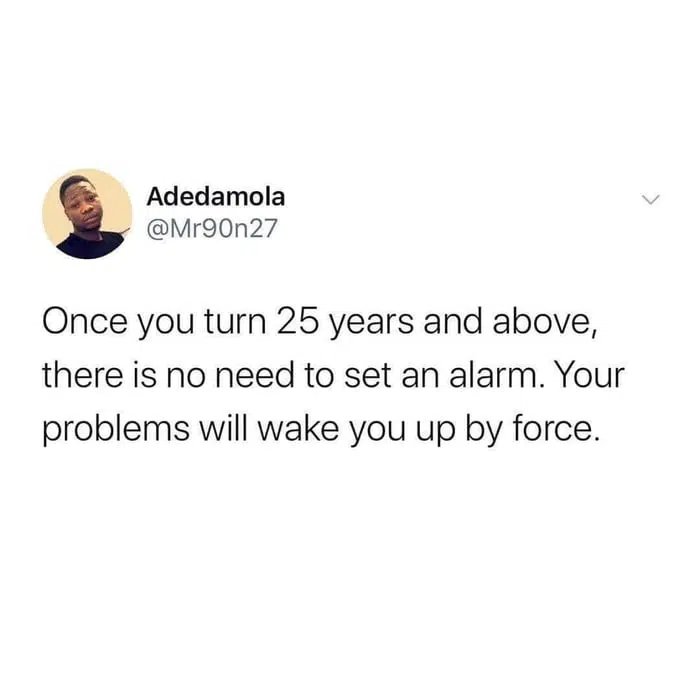 Adedamola
@Mr90n27
Once you turn 25 years and above,
there is no need to set an alarm. Your
problems will wake you up by force.